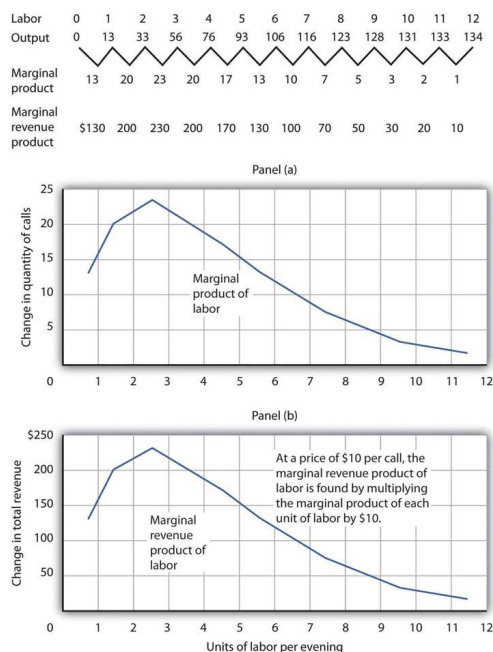 Labor 0 1 2 3 4 5 6 7 8 9 10 11 12
Output 0 13 33 56 76 93 106 116 123 128 131 133 134
Marginal
product
13 20 23 20 17 13 10 7 5 3 2 1
Marginal
revenue
product
$130 200 230 200 170 130 100 70 50 30 20 10
Panel (a)
Change in quantity of calls
25
20
15
10
5
Marginal
product of
labor
0 1 2 3 4 5 6 7 8 9 10 11 12
Panel (b)
Change in total revenue
$250
200
150
100
50
At a price of $10 per call, the
marginal revenue product of
labor is found by multiplying
the marginal product of each
unit of labor by $10.
Marginal
revenue
product of
labor
0 1 2 3 4 5 6 7 8 9 10 11 12
Units of labor per evening